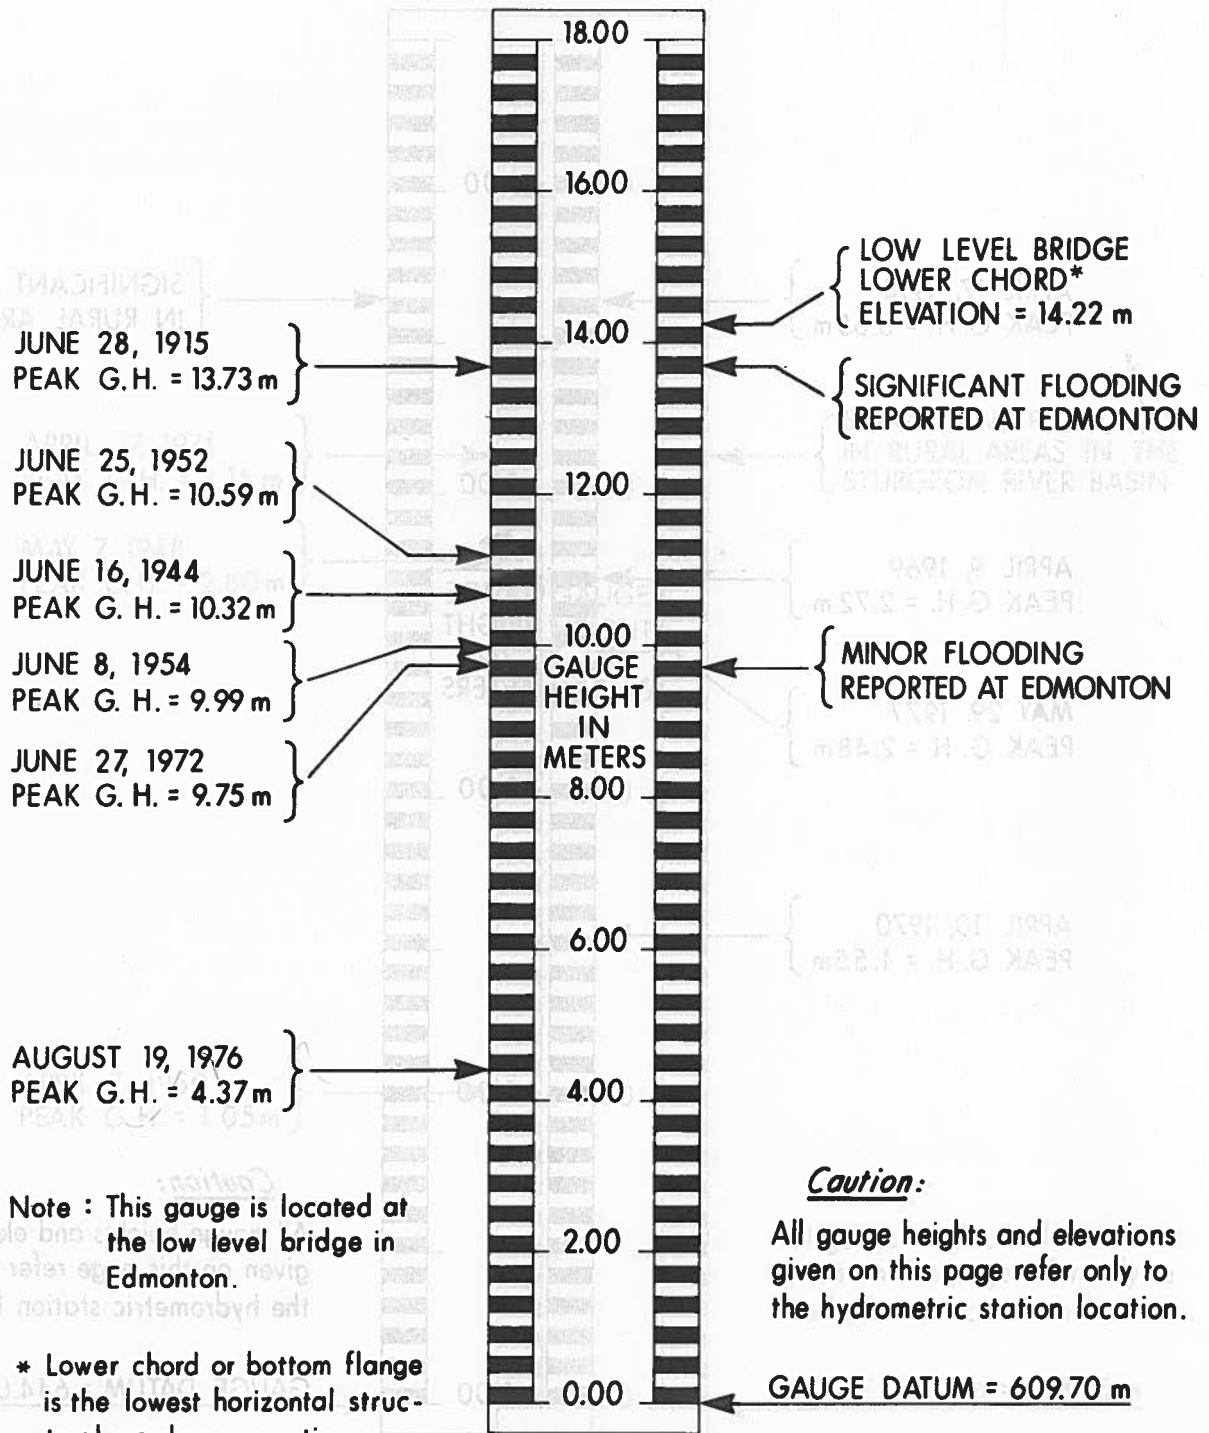 18.00
16.00
14.00
12.00
10.00
GAUGE
HEIGHT
IN
METERS
8.00
6.00
4.00
2.00
0.00
JUNE 28, 1915
PEAK G.H. = 13.73 m
JUNE 25, 1952
PEAK G.H. = 10.59 m
JUNE 16, 1944
PEAK G.H. = 10.32 m
JUNE 8, 1954
PEAK G. H. = 9.99 m
JUNE 27, 1972
PEAK G. H. = 9.75 m
AUGUST 19, 1976
PEAK G.H. = 4.37 m
LOW LEVEL BRIDGE
LOWER CHORD*
ELEVATION = 14.22 m
SIGNIFICANT FLOODING
REPORTED AT EDMONTON
MINOR FLOODING
REPORTED AT EDMONTON
Note : This gauge is located at
the low level bridge in
Edmonton.
* Lower chord or bottom flange
is the lowest horizontal struc-
Caution:
All gauge heights and elevations
given on this page refer only to
the hydrometric station location.
GAUGE DATUM = 609.70 m